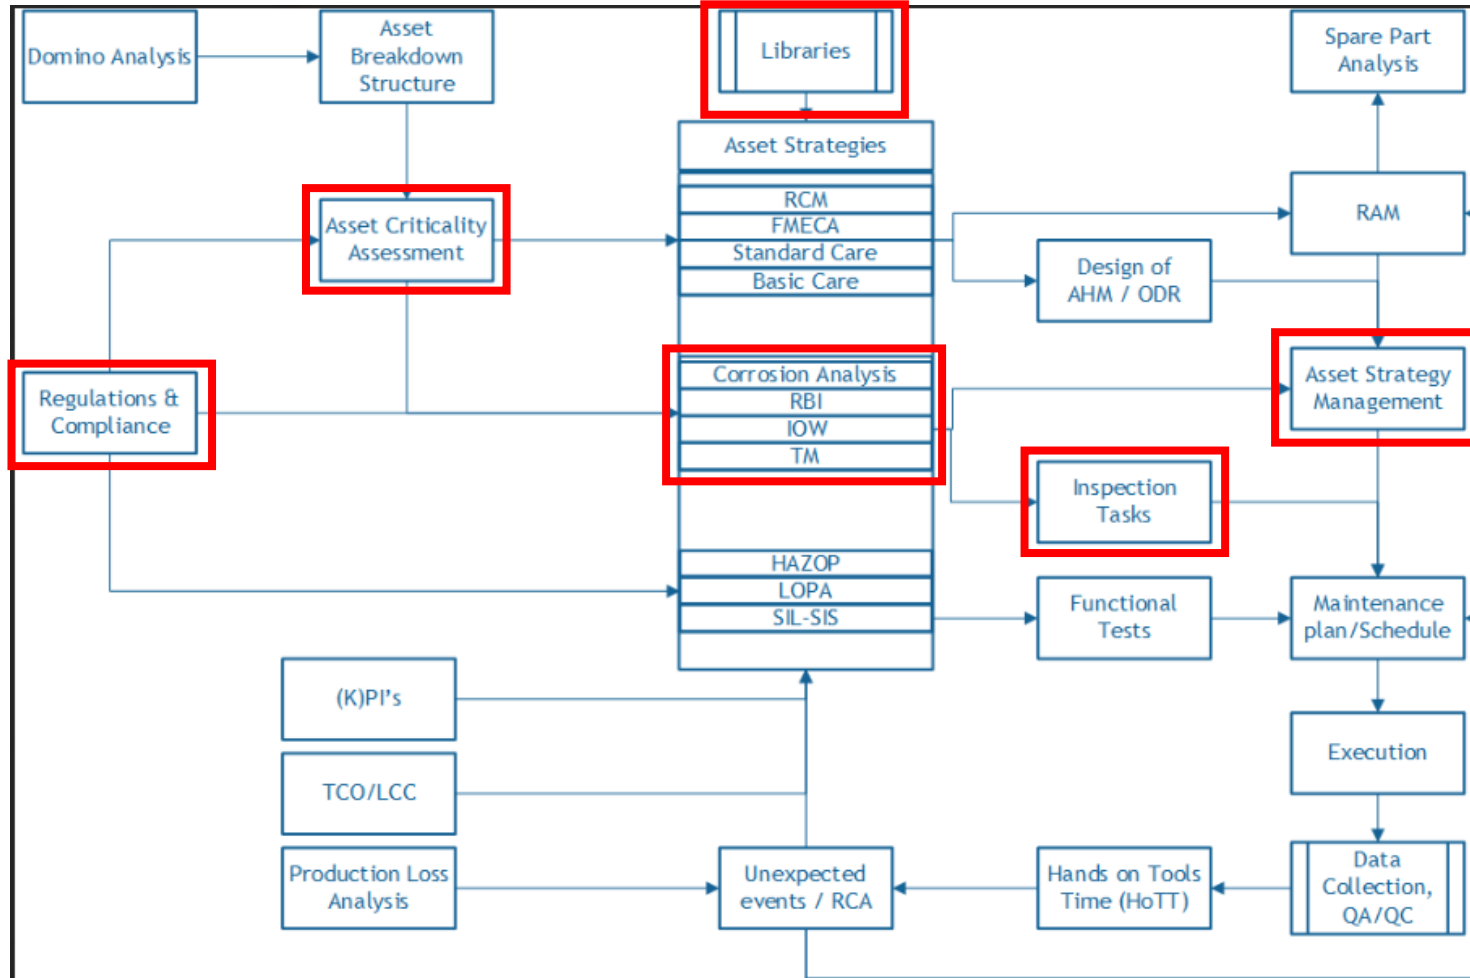 Domino Analysis
Asset
Breakdown
Structure
Libraries
Spare Part
Analysis
Asset Strategies
RCM
FMECA
Standard Care
Basic Care
Asset Criticality
Assessment
RAM
Design of
AHM / ODR
Regulations &
Compliance
Corrosion Analysis
RBI
IOW
TM
Asset Strategy
Management
Inspection
Tasks
HAZOP
LOPA
SIL-SIS
Functional
Tests
Maintenance
plan/Schedule
(K)PI's
Execution
TCO/LCC
Production Loss
Analysis
Unexpected
events / RCA
Hands on Tools
Time (HoTT)
Data
Collection,
QA/QC